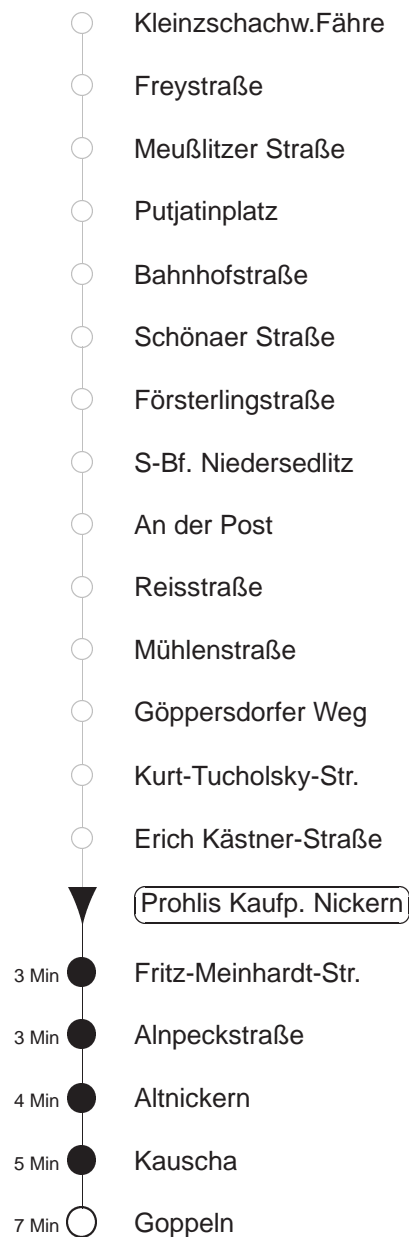 Kleinzschachw.Fähre
Freystraße
Meußlitzer Straße
Putjatinplatz
Bahnhofstraße
Schönaer Straße
Försterlingstraße
S-Bf. Niedersedlitz
An der Post
Reisstraße
Mühlenstraße
Göppersdorfer Weg
Kurt-Tucholsky-Str.
Erich Kästner-Straße
Prohlis Kaufp. Nickern
3 Min Fritz-Meinhardt-Str.
3 Min Alnpeckstraße
4 Min Altnickern
5 Min Kauscha
7 Min Goppeln